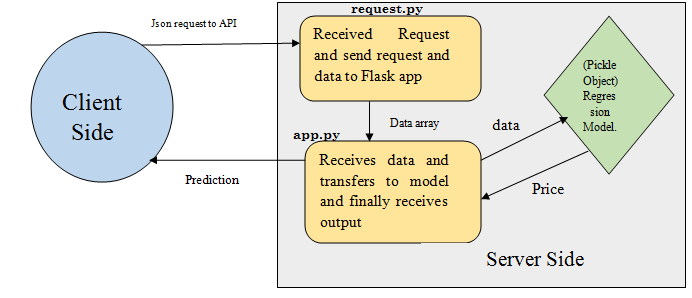 Json request to API
request.py
Received Request
and send request and
data to Flask app
(Pickle
Object)
Regres
sion
Model.
Client
Side
Data array
data
app.py
Receives data and
transfers to model
and finally receives
output
Prediction
Price
Server Side